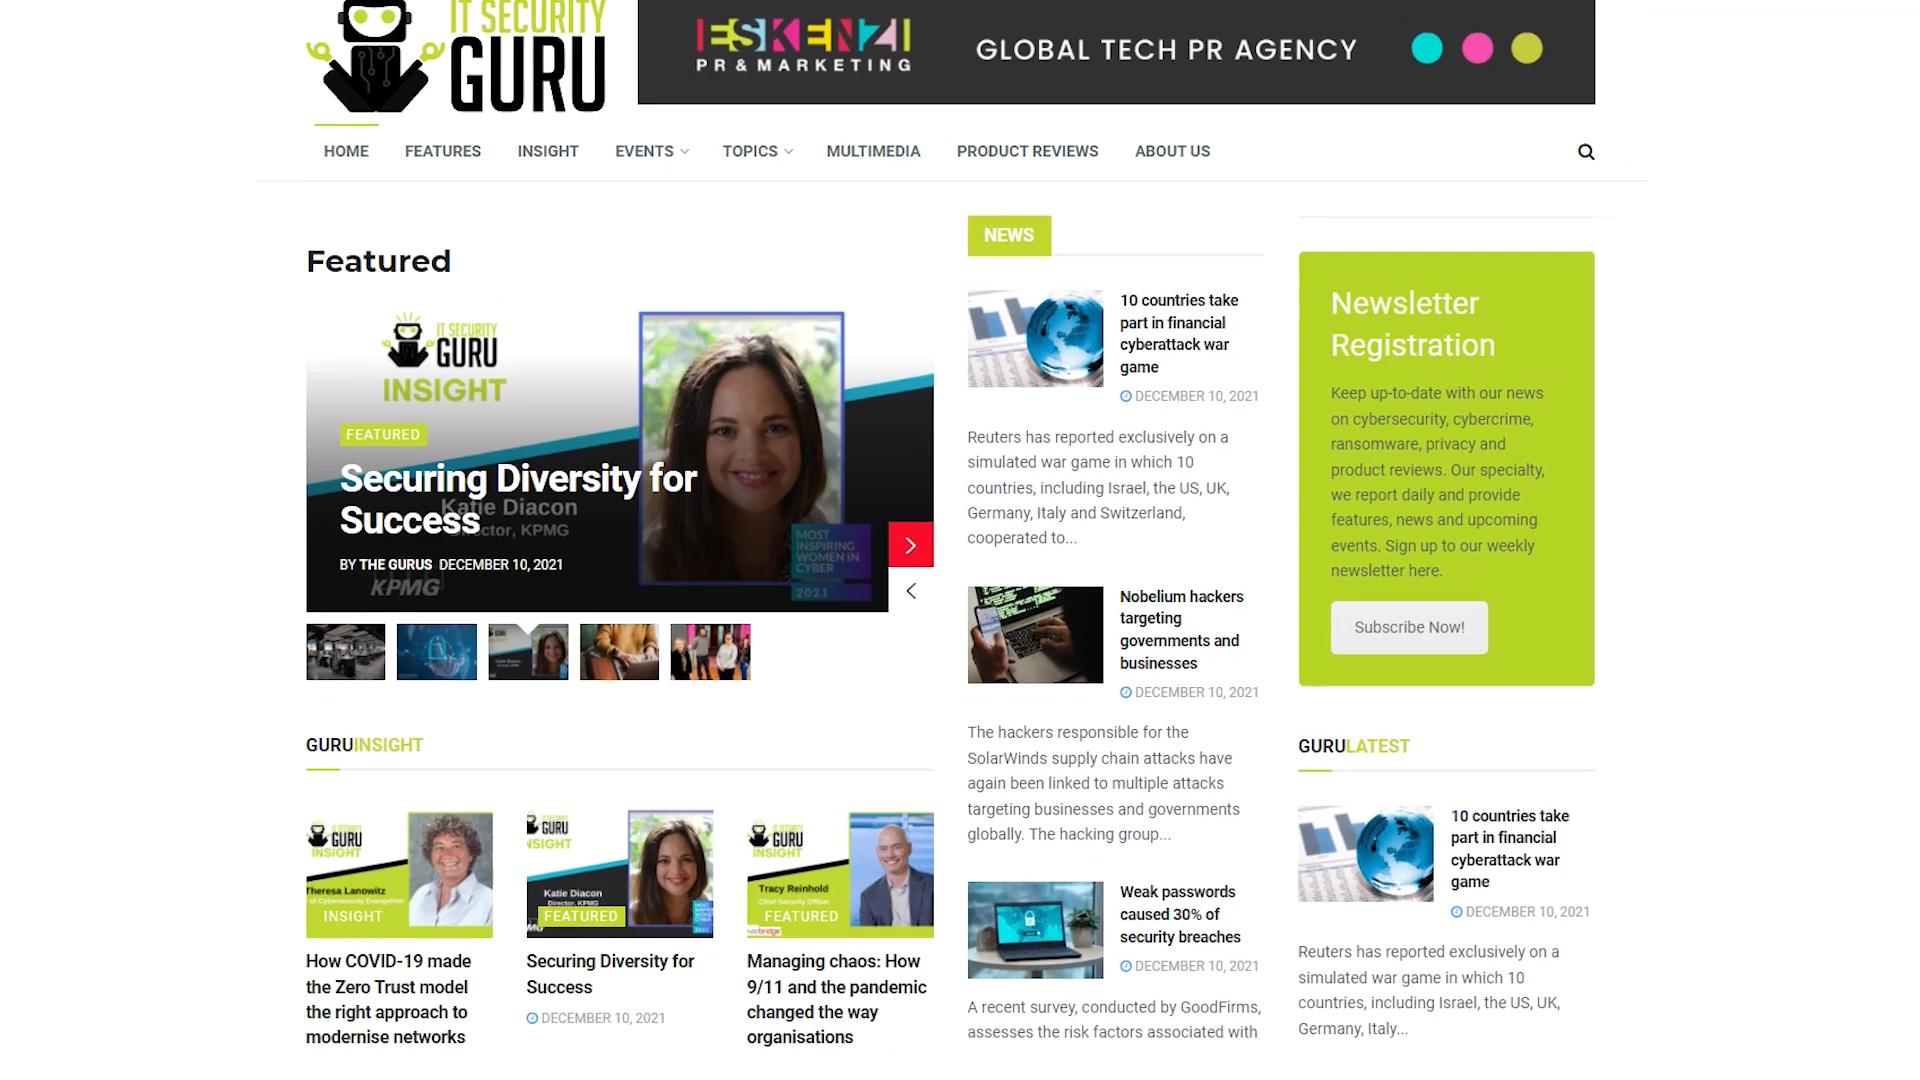 IT SECURITY
GURU
ESKENZI
PR & MARKETING
GLOBAL TECH PR AGENCY
HOME FEATURES INSIGHT EVENTS TOPICS MULTIMEDIA PRODUCT REVIEWS ABOUT US
Featured
IT SECURITY
GURU
INSIGHT
FEATURED
Securing Diversity for
Success
Katie Diacon
Director, KPMG
BY THE GURUS DECEMBER 10, 2021
KPMG
MOST
INSPIRING
WOMEN IN
CYBER
2021
GURUINSIGHT
IT SECURITY
GURU
INSIGHT
Theresa Lanowitz
of Cybersecurity Evangelism
INSIGHT
How COVID-19 made
the Zero Trust model
the right approach to
modernise networks
IT SECURITY
GURU
INSIGHT
Katie Diacon
Director, KPMG
FEATURED
Securing Diversity for
Success
DECEMBER 10, 2021
IT SECURITY
GURU
INSIGHT
Tracy Reinhold
Chief Security Officer
FEATURED
everbridge
Managing chaos: How
9/11 and the pandemic
changed the way
organisations
NEWS
10 countries take
part in financial
cyberattack war
game
DECEMBER 10, 2021
Reuters has reported exclusively on a
simulated war game in which 10
countries, including Israel, the US, UK,
Germany, Italy and Switzerland,
cooperated to...
Nobelium hackers
targeting
governments and
businesses
DECEMBER 10, 2021
The hackers responsible for the
SolarWinds supply chain attacks have
again been linked to multiple attacks
targeting businesses and governments
globally. The hacking group...
Weak passwords
caused 30% of
security breaches
DECEMBER 10, 2021
A recent survey, conducted by GoodFirms,
assesses the risk factors associated with
Newsletter
Registration
Keep up-to-date with our news
on cybersecurity, cybercrime,
ransomware, privacy and
product reviews. Our specialty,
we report daily and provide
features, news and upcoming
events. Sign up to our weekly
newsletter here.
Subscribe Now!
GURULATEST
10 countries take
part in financial
cyberattack war
game
DECEMBER 10, 2021
Reuters has reported exclusively on a
simulated war game in which 10
countries, including Israel, the US, UK,
Germany, Italy...